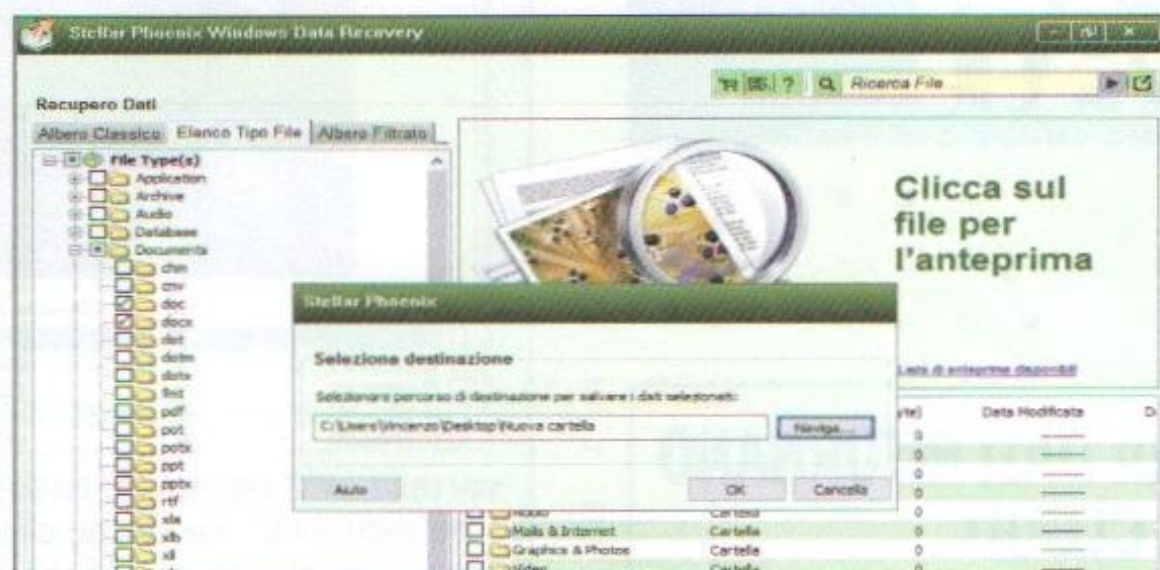 Stellar Phoenix Windows Data Recovery
Ricerca File
Recupero Dati
Albero Classico
Elenco Tipo File
Albero Filtrato
File Type(s)
Application
Archive
Audio
Database
Documents
chm
doc
docx
dot
dotm
dotx
pdf
pot
potx
ppt
pptx
rtf
xla
xlb
xll
Clicca sul
file per
l'anteprima
Lista di anteprime disponibili
Stellar Phoenix
Seleziona destinazione
Selezionare percorso di destinazione per salvare i dati selezionati:
C:\Users\Vincenzo\Desktop\Nuova cartella
Naviga...
Aiuto
OK
Cancella
Data Modificata
0
0
0
Audio Cartella 0
Mails & Internet Cartella 0
Graphics & Photos Cartella 0
Video Cartella 0